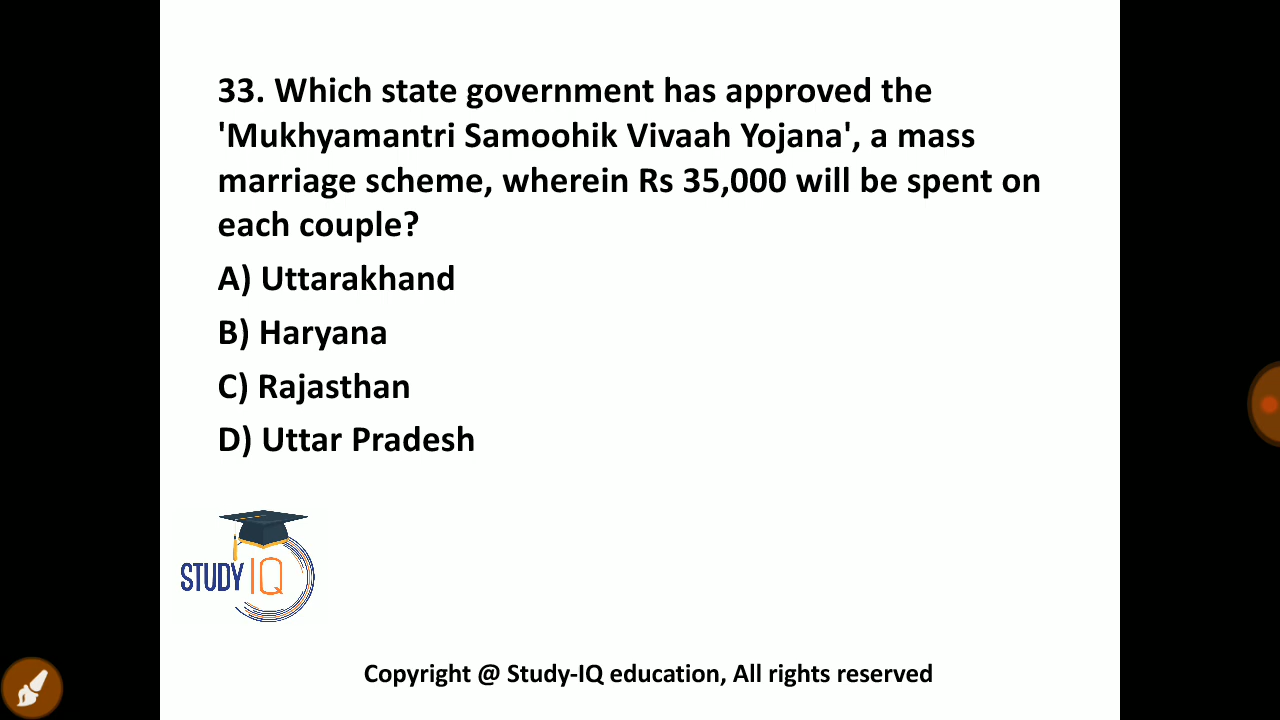 33. Which state government has approved the
'Mukhyamantri Samoohik Vivaah Yojana', a mass
marriage scheme, wherein Rs 35,000 will be spent on
each couple?
A) Uttarakhand
B) Haryana
C) Rajasthan
D) Uttar Pradesh
STUDY IQ
Copyright @ Study-IQ education, All rights reserved